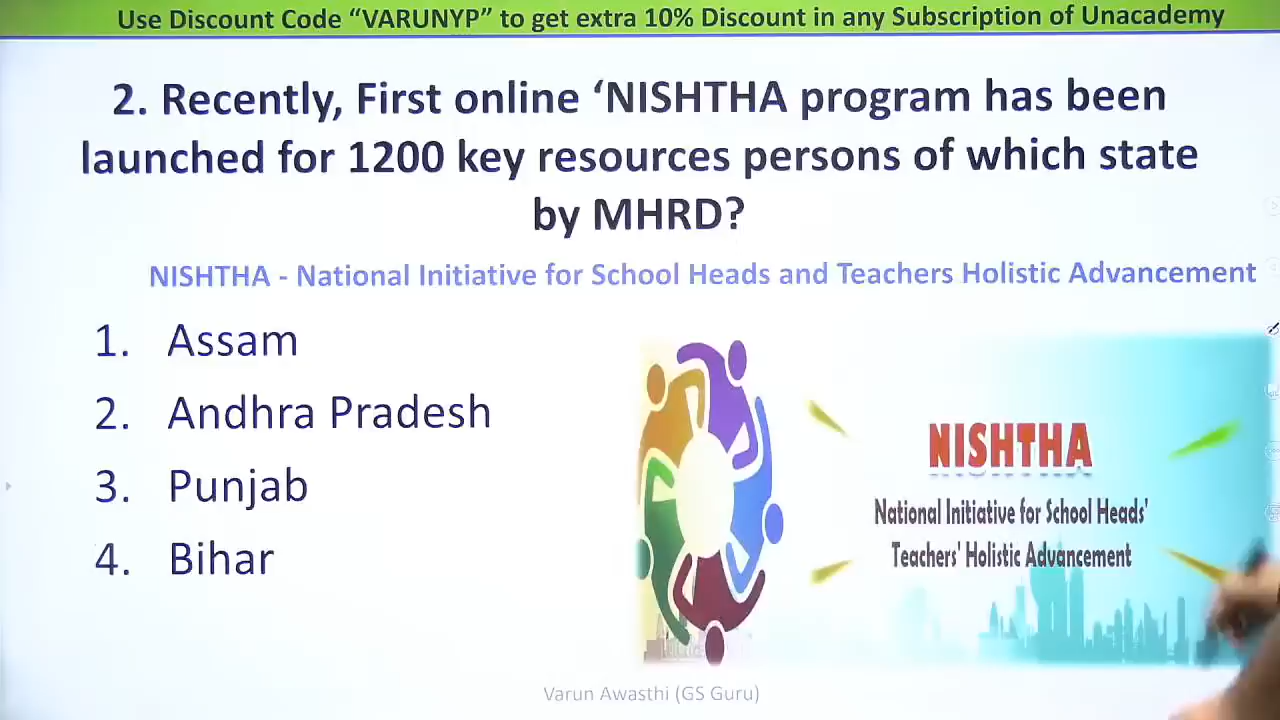 Use Discount Code “VARUNYP” to get extra 10% Discount in any Subscription of Unacademy
2. Recently, First online ‘NISHTHA program has been
launched for 1200 key resources persons of which state
by MHRD?
NISHTHA - National Initiative for School Heads and Teachers Holistic Advancement
1. Assam
2. Andhra Pradesh
3. Punjab
4. Bihar
NISHTHA
National Initiative for School Heads'
Teachers' Holistic Advancement
Varun Awasthi (GS Guru)